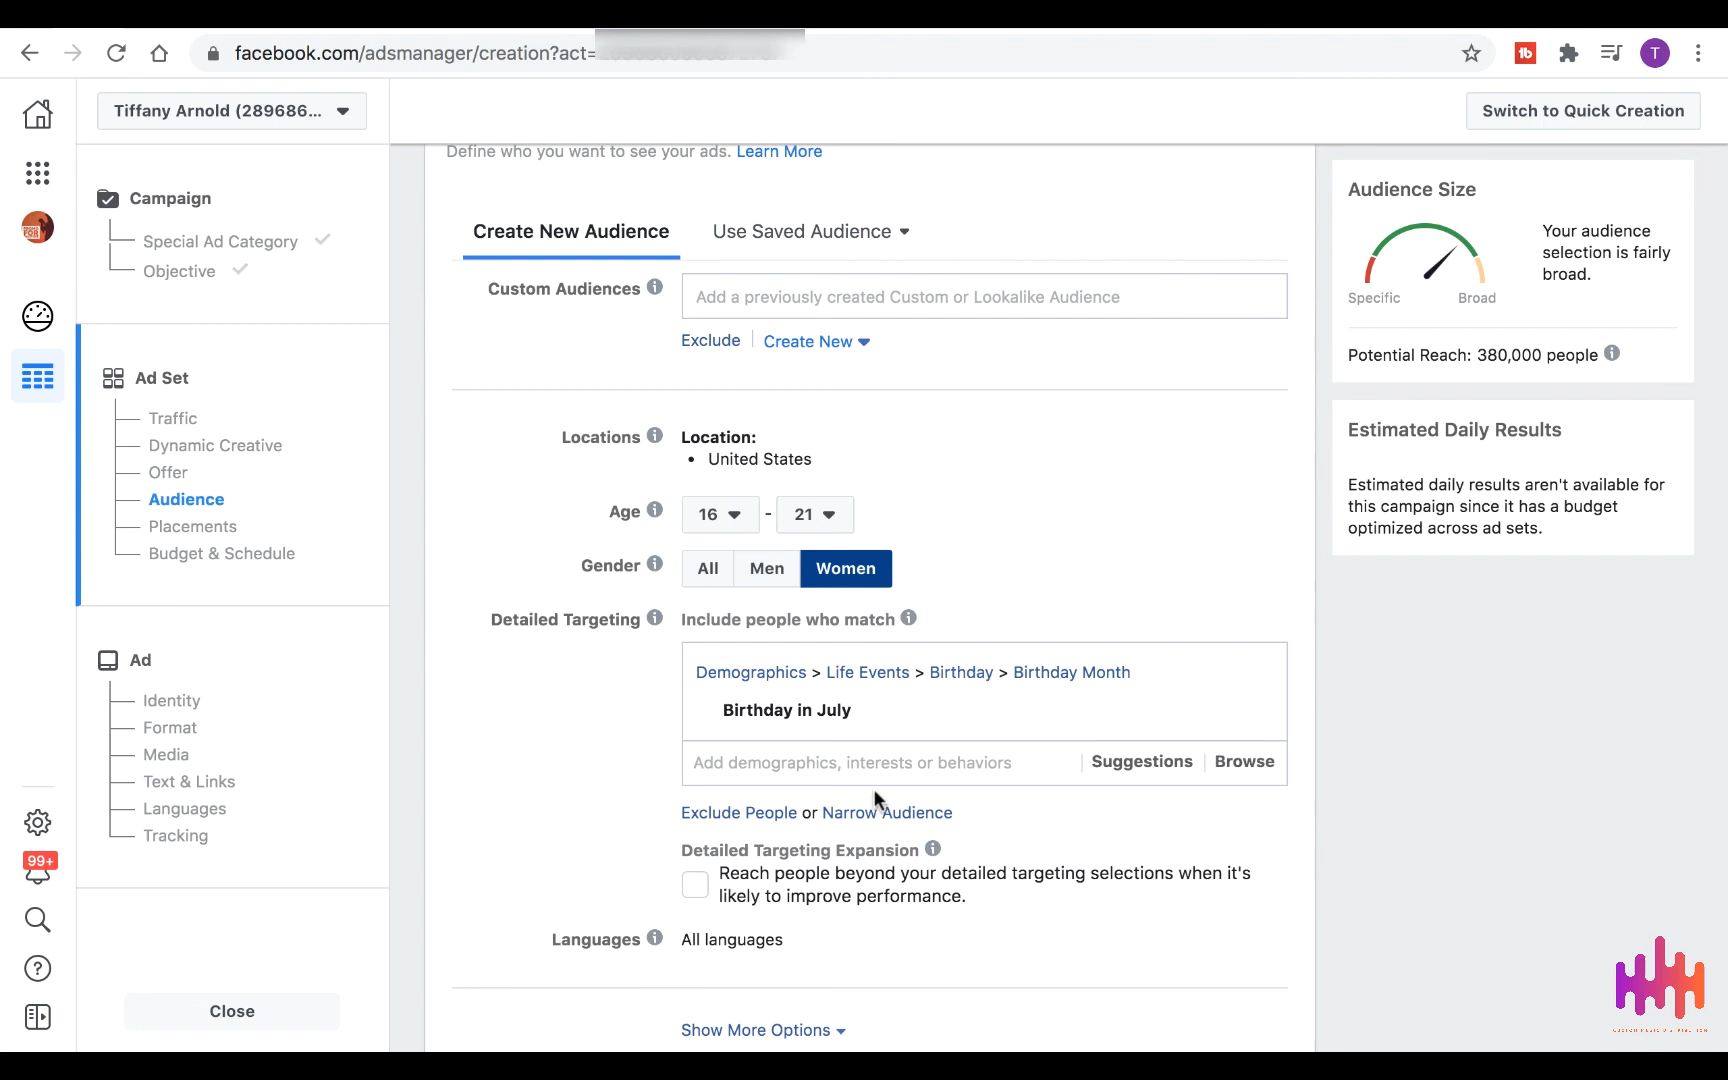 facebook.com/adsmanager/creation?act=
T
Tiffany Arnold (289686...
Switch to Quick Creation
Define who you want to see your ads. Learn More
Campaign
Special Ad Category
Objective
Ad Set
Traffic
Dynamic Creative
Offer
Audience
Placements
Budget & Schedule
Ad
Identity
Format
Media
Text & Links
Languages
Tracking
99+
Close
Create New Audience
Use Saved Audience
Custom Audiences
Add a previously created Custom or Lookalike Audience
Exclude
Create New
Locations
Location:
• United States
Age
16 - 21
Gender
All
Men
Women
Detailed Targeting
Include people who match
Demographics > Life Events > Birthday > Birthday Month
Birthday in July
Add demographics, interests or behaviors
Suggestions
Browse
Exclude People or Narrow Audience
Detailed Targeting Expansion
Reach people beyond your detailed targeting selections when it's
likely to improve performance.
Languages
All languages
Show More Options
Audience Size
Your audience
selection is fairly
broad.
Specific
Broad
Potential Reach: 380,000 people
Estimated Daily Results
Estimated daily results aren't available for
this campaign since it has a budget
optimized across ad sets.